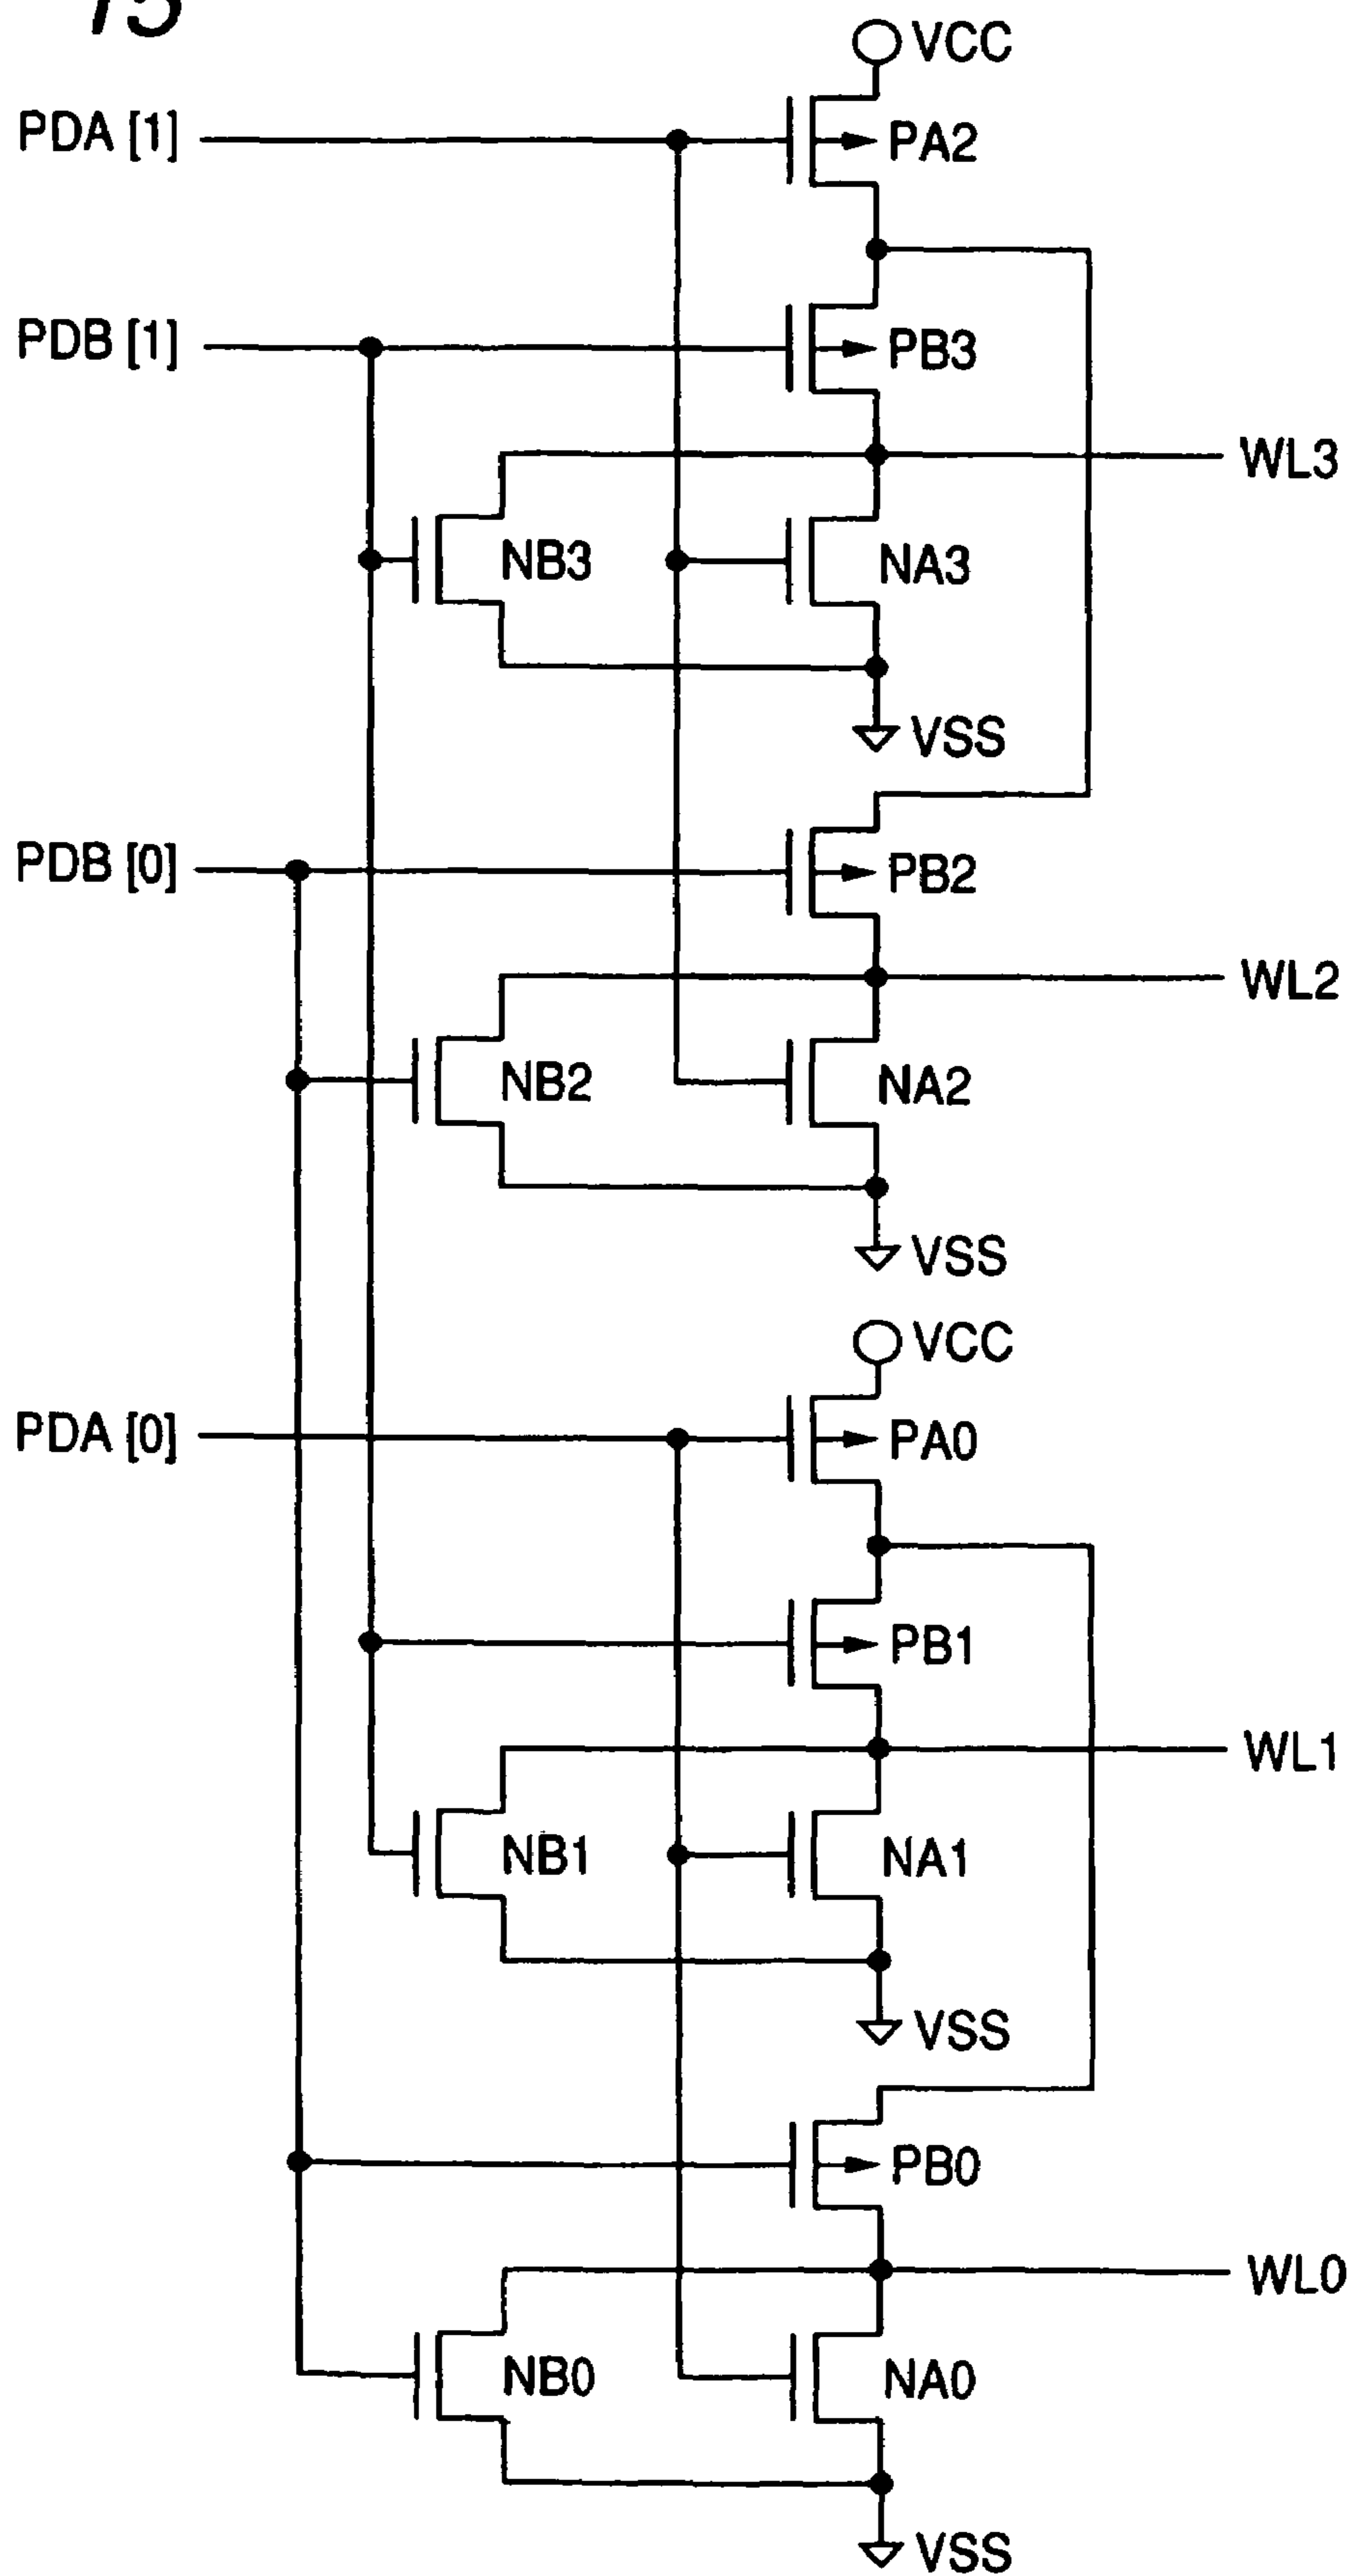 15
VCC
PDA [1]
PA2
PDB [1]
PB3
WL3
NB3
NA3
VSS
PDB [0]
PB2
WL2
NB2
NA2
VSS
VCC
PDA [0]
PA0
PB1
WL1
NB1
NA1
VSS
PB0
WL0
NB0
NA0
VSS